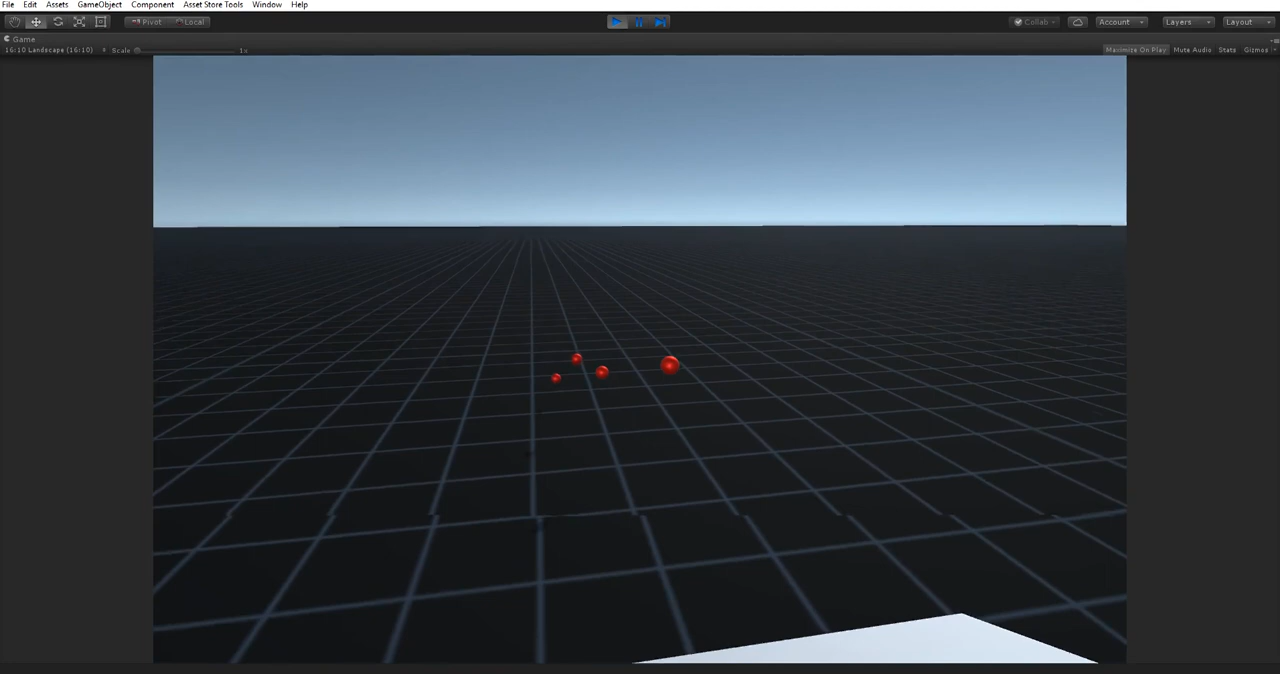 File Edit Assets GameObject Component Asset Store Tools Window Help
Pivot Local Collab Account Layers Layout
Game
16:10 Landscape (16:10) Scale 1x Maximize On Play Mute Audio Stats Gizmos